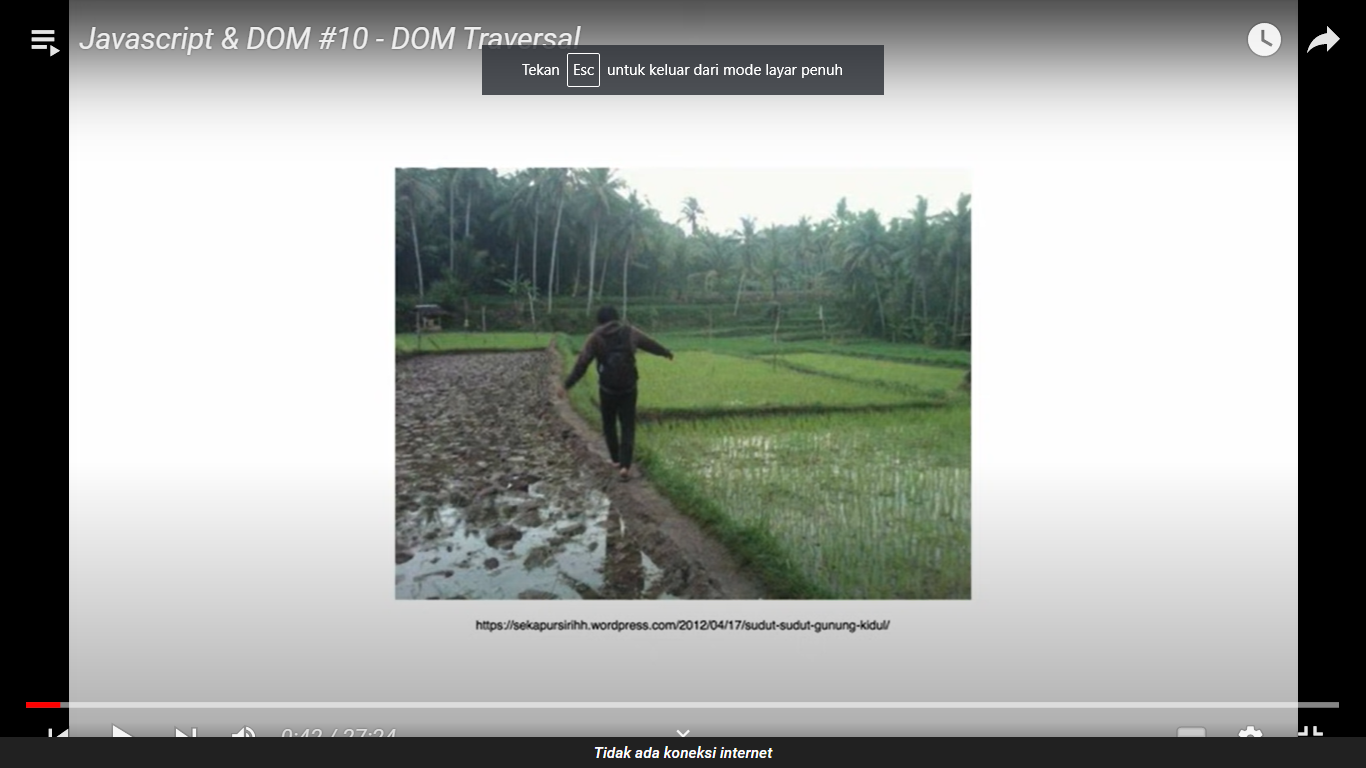 Javascript & DOM #10 - DOM Traversal
Tekan Esc untuk keluar dari mode layar penuh
https://sekapursirihh.wordpress.com/2012/04/17/sudut-sudut-gunung-kidul/
0:42 / 27:24
Tidak ada koneksi internet